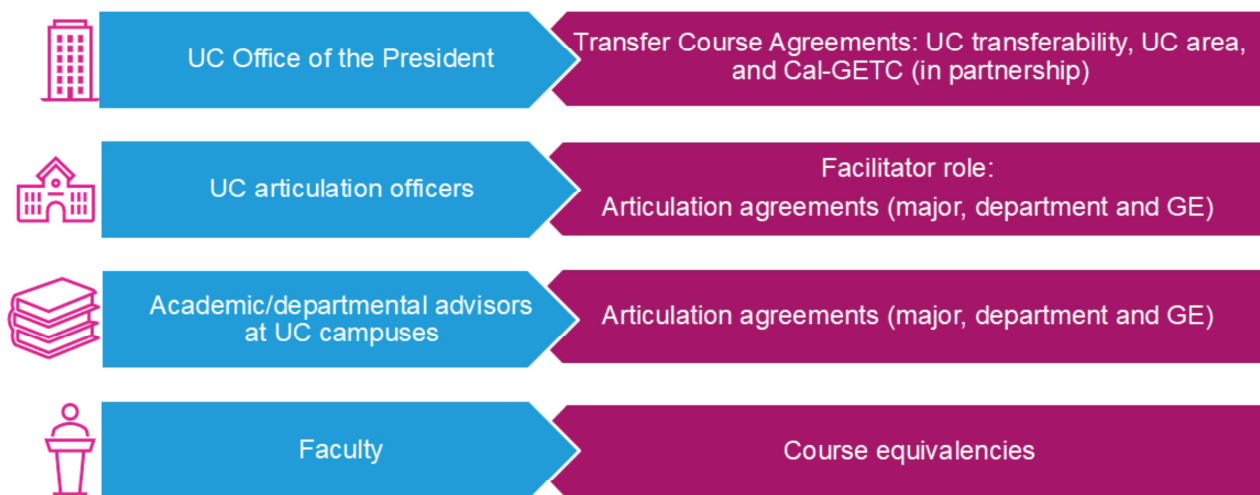 UC Office of the President
Transfer Course Agreements: UC transferability, UC area,
and Cal-GETC (in partnership)
UC articulation officers
Facilitator role:
Articulation agreements (major, department and GE)
Academic/departmental advisors
at UC campuses
Articulation agreements (major, department and GE)
Faculty
Course equivalencies